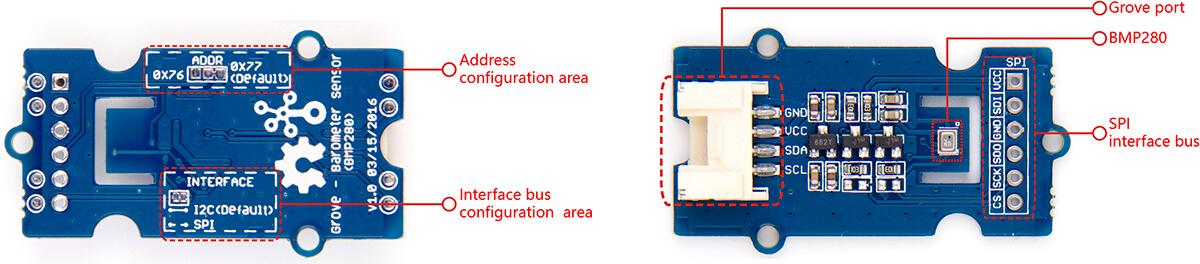 ADDR
0x76
0x77
(Default)
Address
configuration area
INTERFACE
I2C(Default)
SPI
Interface bus
configuration area
Grove - Barometer sensor
(BMP280)
V1.0 03/15/2016
Grove port
BMP280
SPI
interface bus
GND
VCC
SDA
SCL
662Y
SPI
VCC
SDI
GND
SDO
SCK
CS